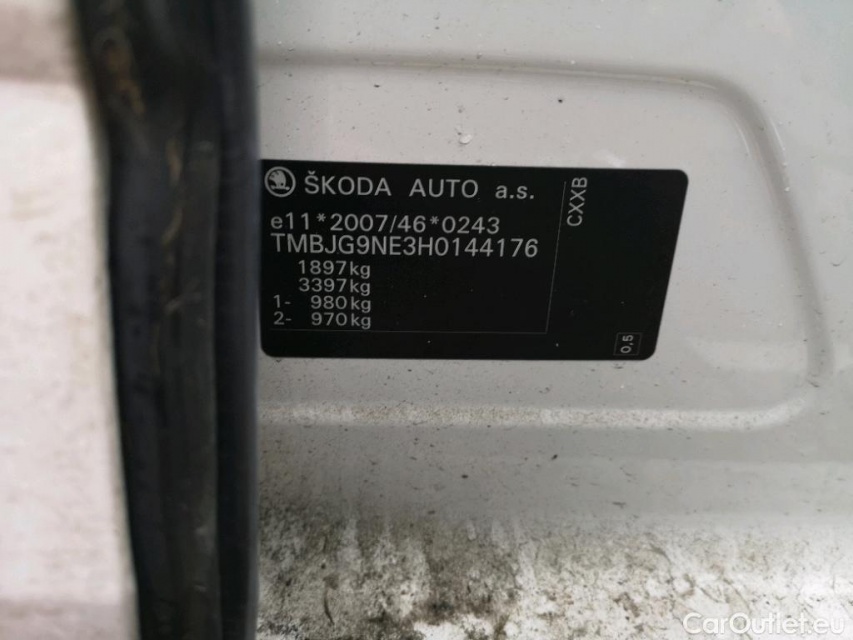 ŠKODA AUTO a.s.
e11*2007/46*0243
TMBJG9NE3H0144176
1897kg
3397kg
1- 980kg
2- 970kg
CXXB
0,5
CarOutlet.eu